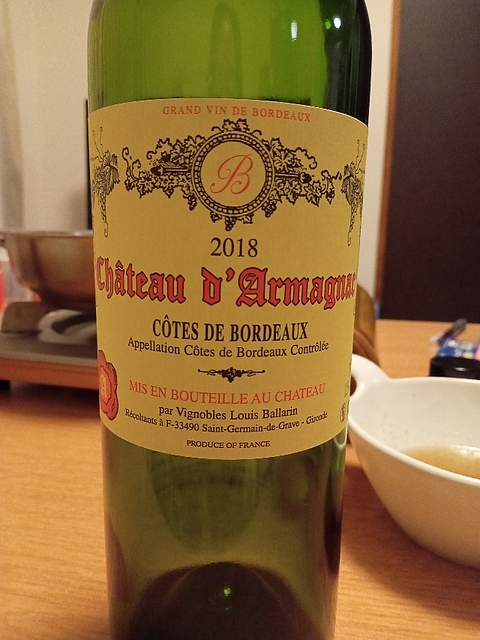 GRAND VIN DE BORDEAUX
B
2018
Château d'Armagnac
CÔTES DE BORDEAUX
Appellation Côtes de Bordeaux Contrôlée
MIS EN BOUTEILLE AU CHATEAU
par Vignobles Louis Ballarin
Récoltants à F-33490 Saint-Germain-de-Grave - Gironde
PRODUCE OF FRANCE